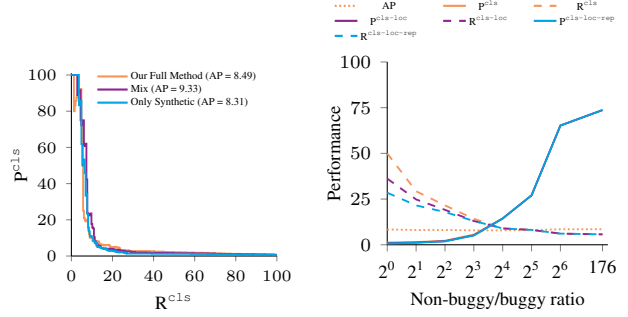 AP
P^cls
R^cls
P^cls-loc
R^cls-loc
P^cls-loc-rep
R^cls-loc-rep
100
80
60
40
20
0
P^cls
Our Full Method (AP = 8.49)
Mix (AP = 9.33)
Only Synthetic (AP = 8.31)
0 20 40 60 80 100
R^cls
100
75
50
25
0
Performance
2^0 2^1 2^2 2^3 2^4 2^5 2^6 176
Non-buggy/buggy ratio